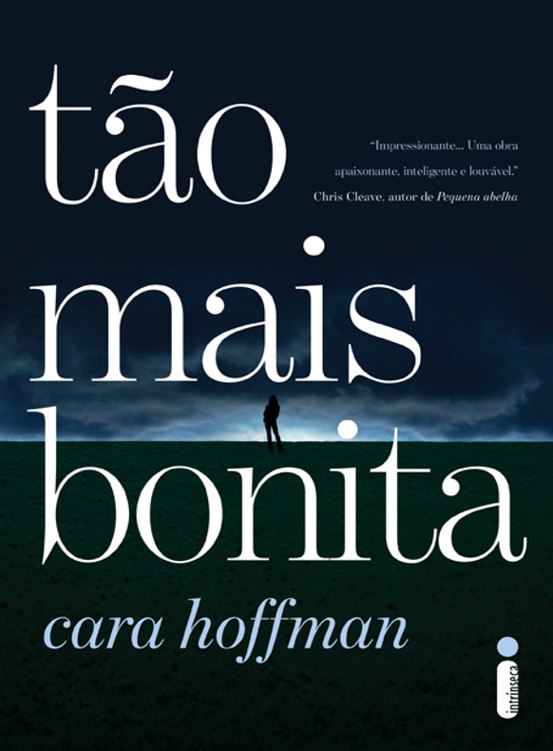 tão
“Impressionante... Uma obra
apaixonante, inteligente e louvável.”
Chris Cleave, autor de Pequena abelha
mais
bonita
cara hoffman
intrínseca